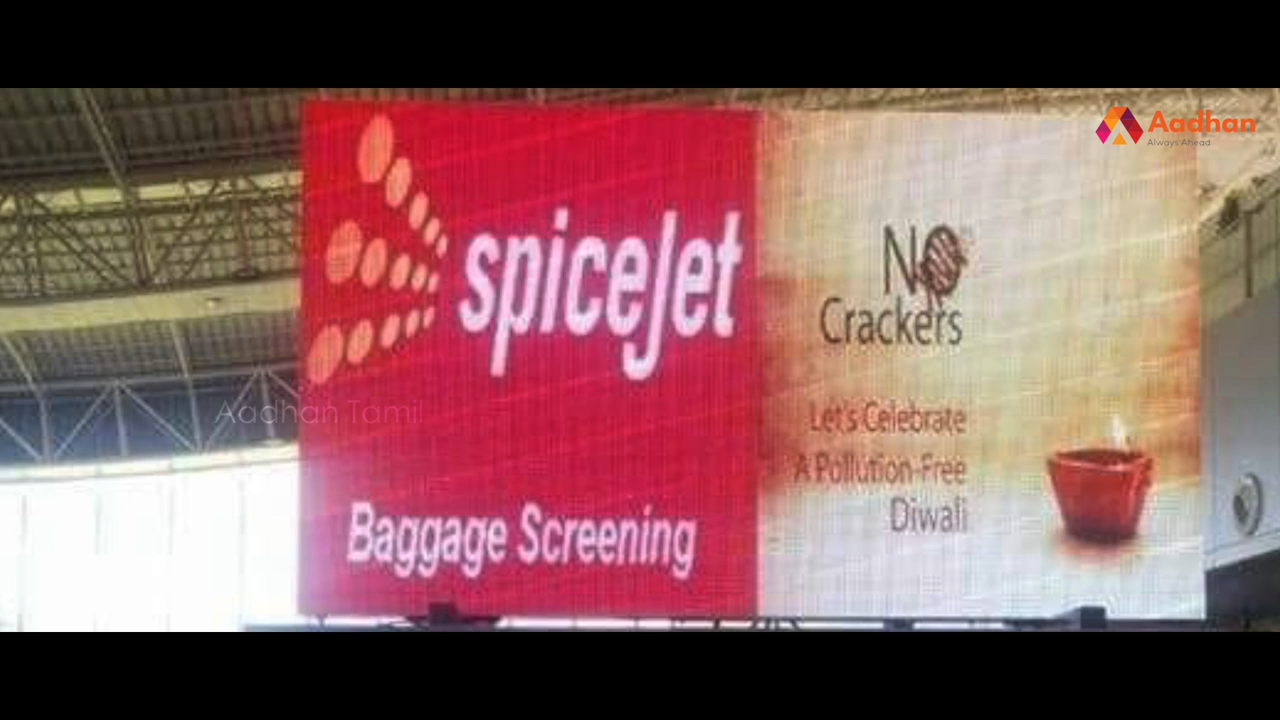 Aadhan
Always Ahead
spiceJet
Baggage Screening
NO
Crackers
Let's Celebrate
A Pollution-Free
Diwali
Aadhan Tamil